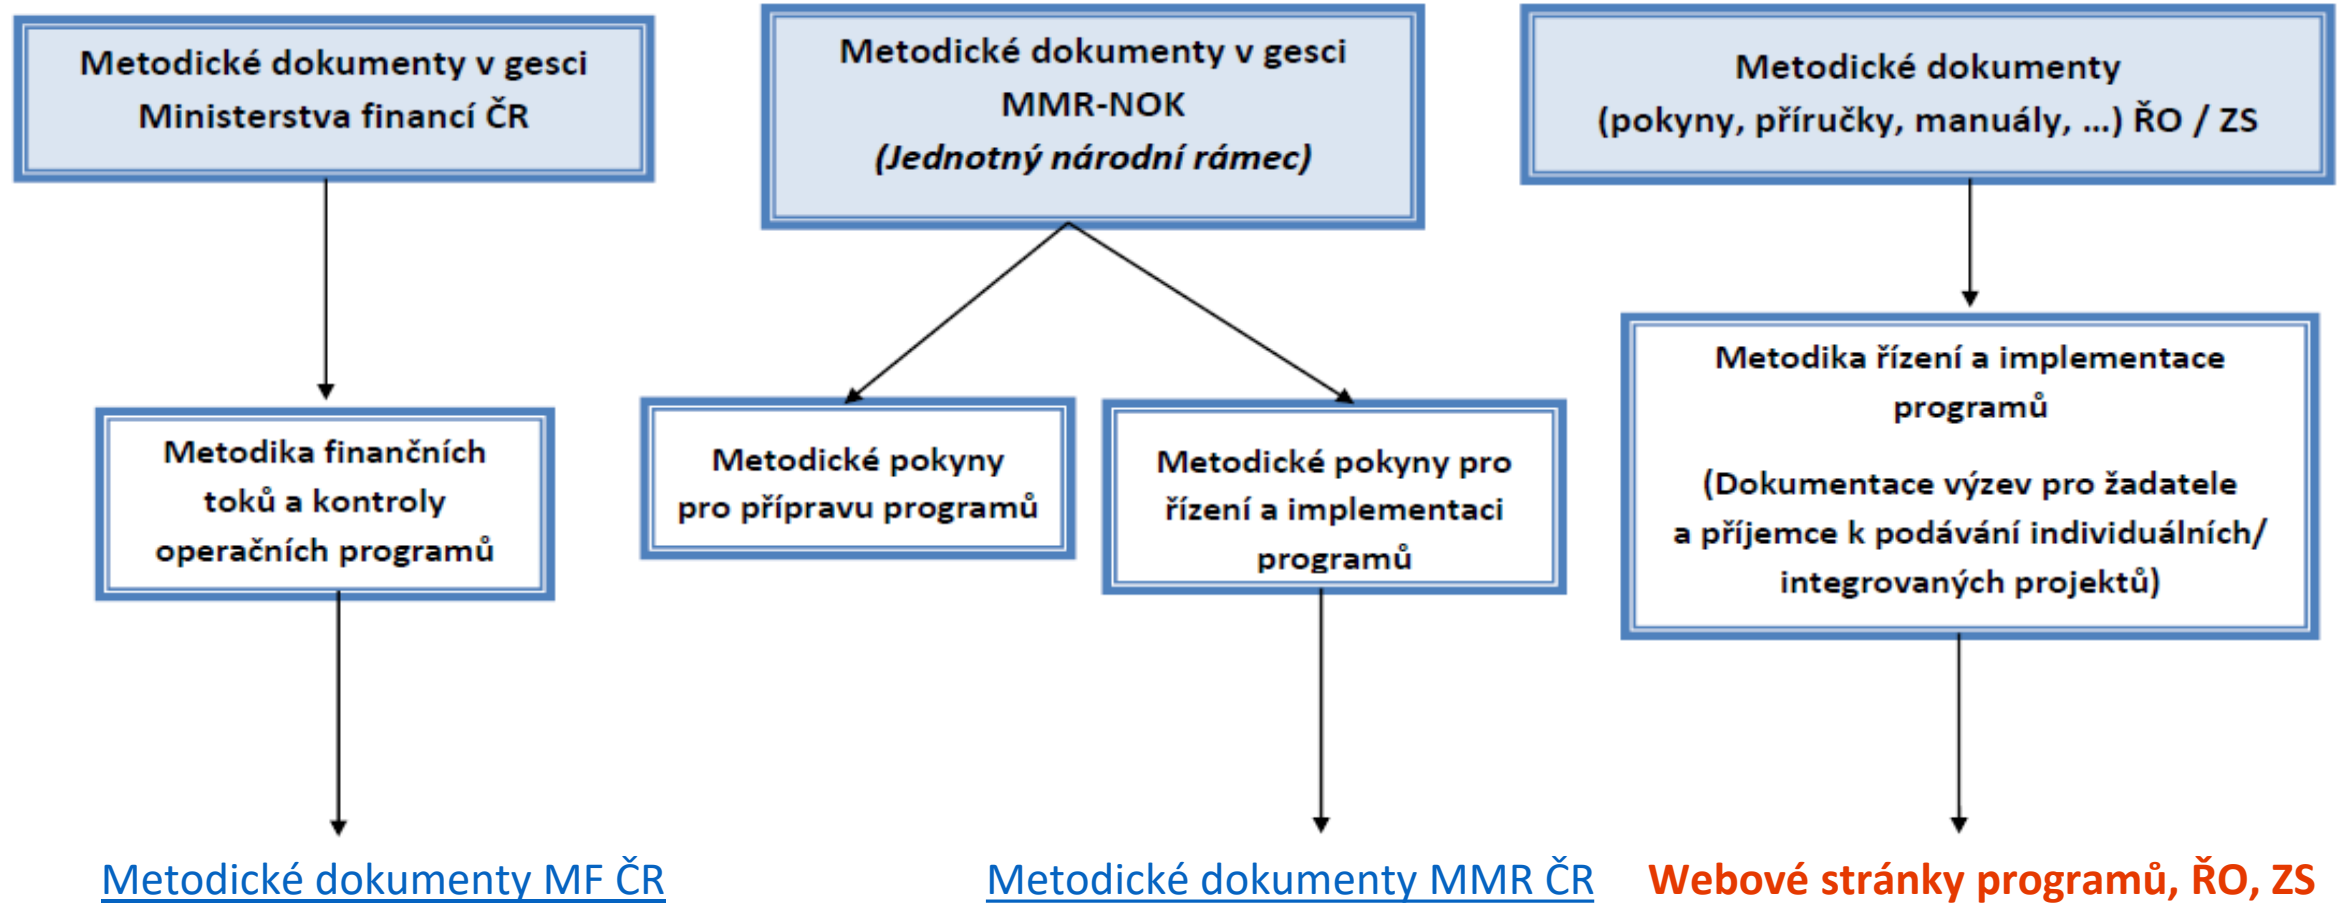 Metodické dokumenty v gesci
Ministerstva financí ČR
Metodické dokumenty v gesci
MMR-NOK
(Jednotný národní rámec)
Metodické dokumenty
(pokyny, příručky, manuály, ...) ŘO / ZS
Metodika finančních
toků a kontroly
operačních programů
Metodické pokyny
pro přípravu programů
Metodické pokyny pro
řízení a implementaci
programů
Metodika řízení a implementace
programů
(Dokumentace výzev pro žadatele
a příjemce k podávání individuálních/
integrovaných projektů)
Metodické dokumenty MF ČR
Metodické dokumenty MMR ČR
Webové stránky programů, ŘO, ZS